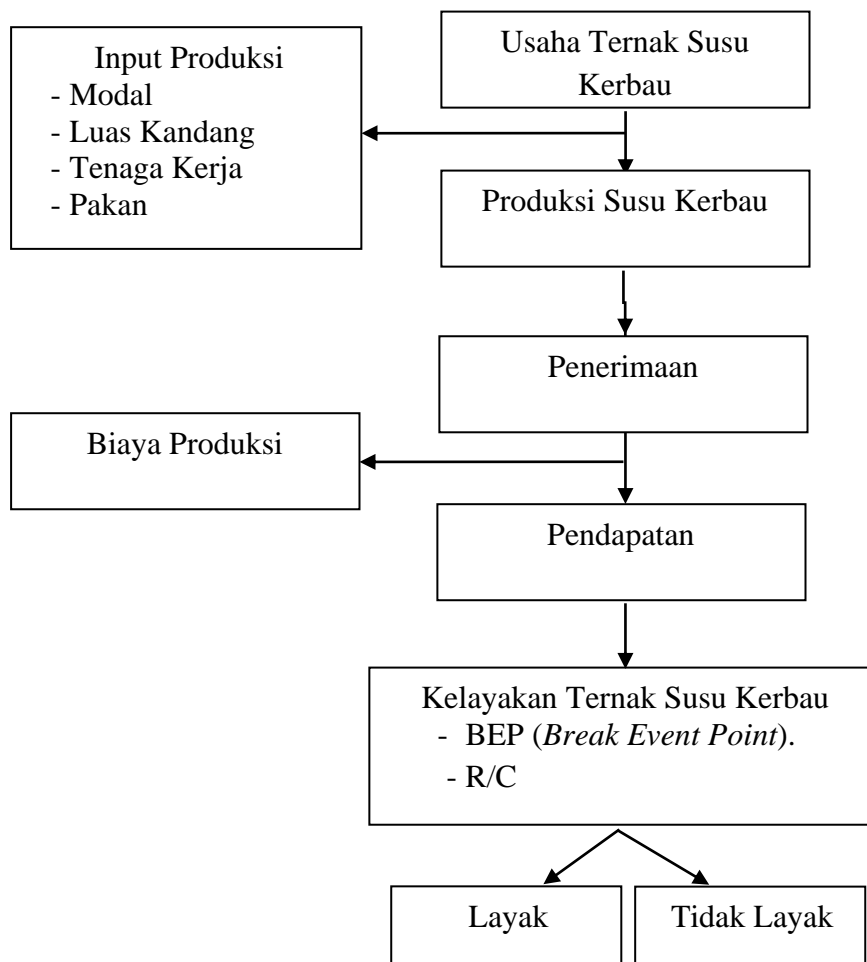 Usaha Ternak Susu
Kerbau
Input Produksi
- Modal
- Luas Kandang
- Tenaga Kerja
- Pakan
Produksi Susu Kerbau
Penerimaan
Biaya Produksi
Pendapatan
Kelayakan Ternak Susu Kerbau
- BEP (Break Event Point).
- R/C
Layak
Tidak Layak